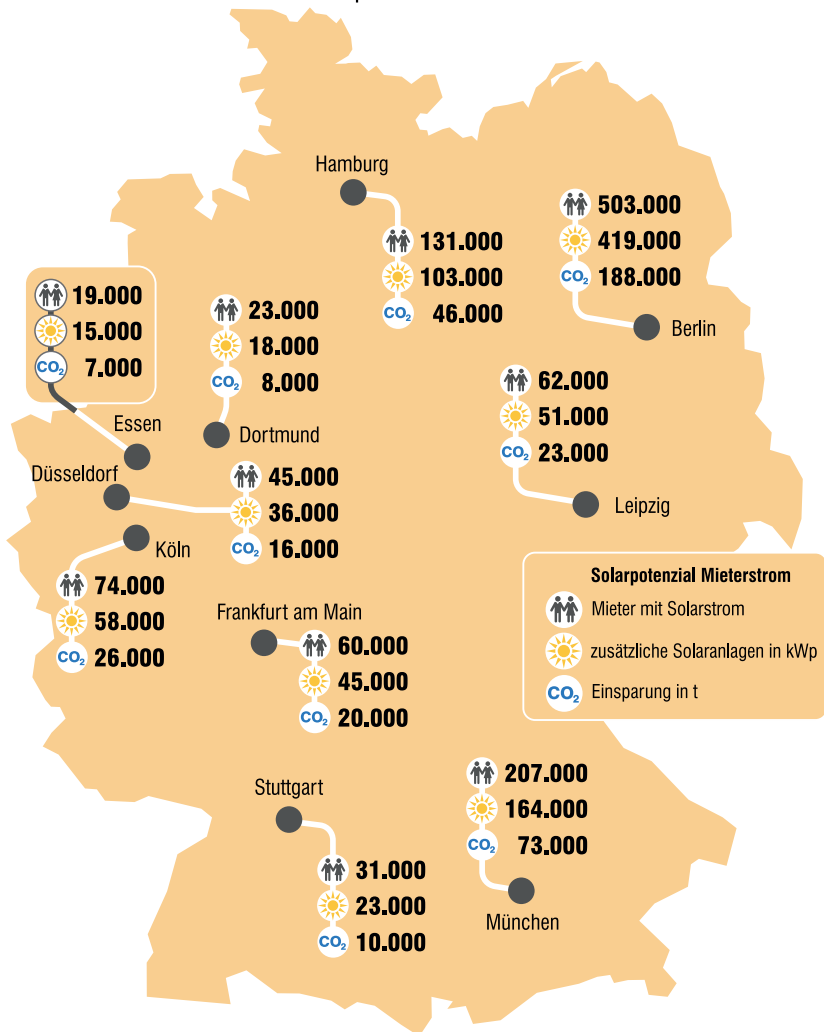 Hamburg
131.000
103.000
CO₂ 46.000
503.000
419.000
CO₂ 188.000
Berlin
19.000
15.000
CO₂ 7.000
Essen
23.000
18.000
CO₂ 8.000
Dortmund
62.000
51.000
CO₂ 23.000
Leipzig
Düsseldorf
45.000
36.000
CO₂ 16.000
Köln
74.000
58.000
CO₂ 26.000
Frankfurt am Main
60.000
45.000
CO₂ 20.000
Solarpotenzial Mieterstrom
Mieter mit Solarstrom
zusätzliche Solaranlagen in kWp
CO₂ Einsparung in t
Stuttgart
31.000
23.000
CO₂ 10.000
207.000
164.000
CO₂ 73.000
München